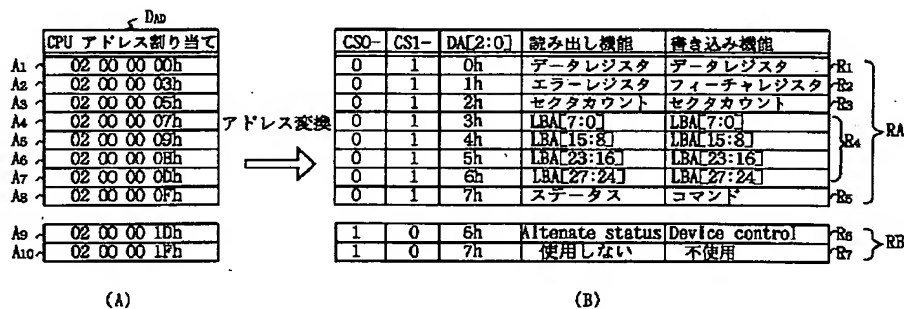 DAD
CPU アドレス割り当て
A1 02 00 00 00h
A2 02 00 00 03h
A3 02 00 00 05h
A4 02 00 00 07h
A5 02 00 00 09h
A6 02 00 00 0Bh
A7 02 00 00 0Dh
A8 02 00 00 0Fh
A9 02 00 00 1Dh
A10 02 00 00 1Fh
(A)
アドレス変換
CS0- CS1- DA[2:0] 読み出し機能 書き込み機能
0 1 0h データレジスタ データレジスタ R1
0 1 1h エラーレジスタ フィーチャレジスタ R2
0 1 2h セクタカウント セクタカウント R3
0 1 3h LBA[7:0] LBA[7:0]
0 1 4h LBA[15:8] LBA[15:8]
0 1 5h LBA[23:16] LBA[23:16]
0 1 6h LBA[27:24] LBA[27:24]
R4
0 1 7h ステータス コマンド R5
RA
1 0 6h Altenate status Device control R6
1 0 7h 使用しない 不使用 R7
RB
(B)